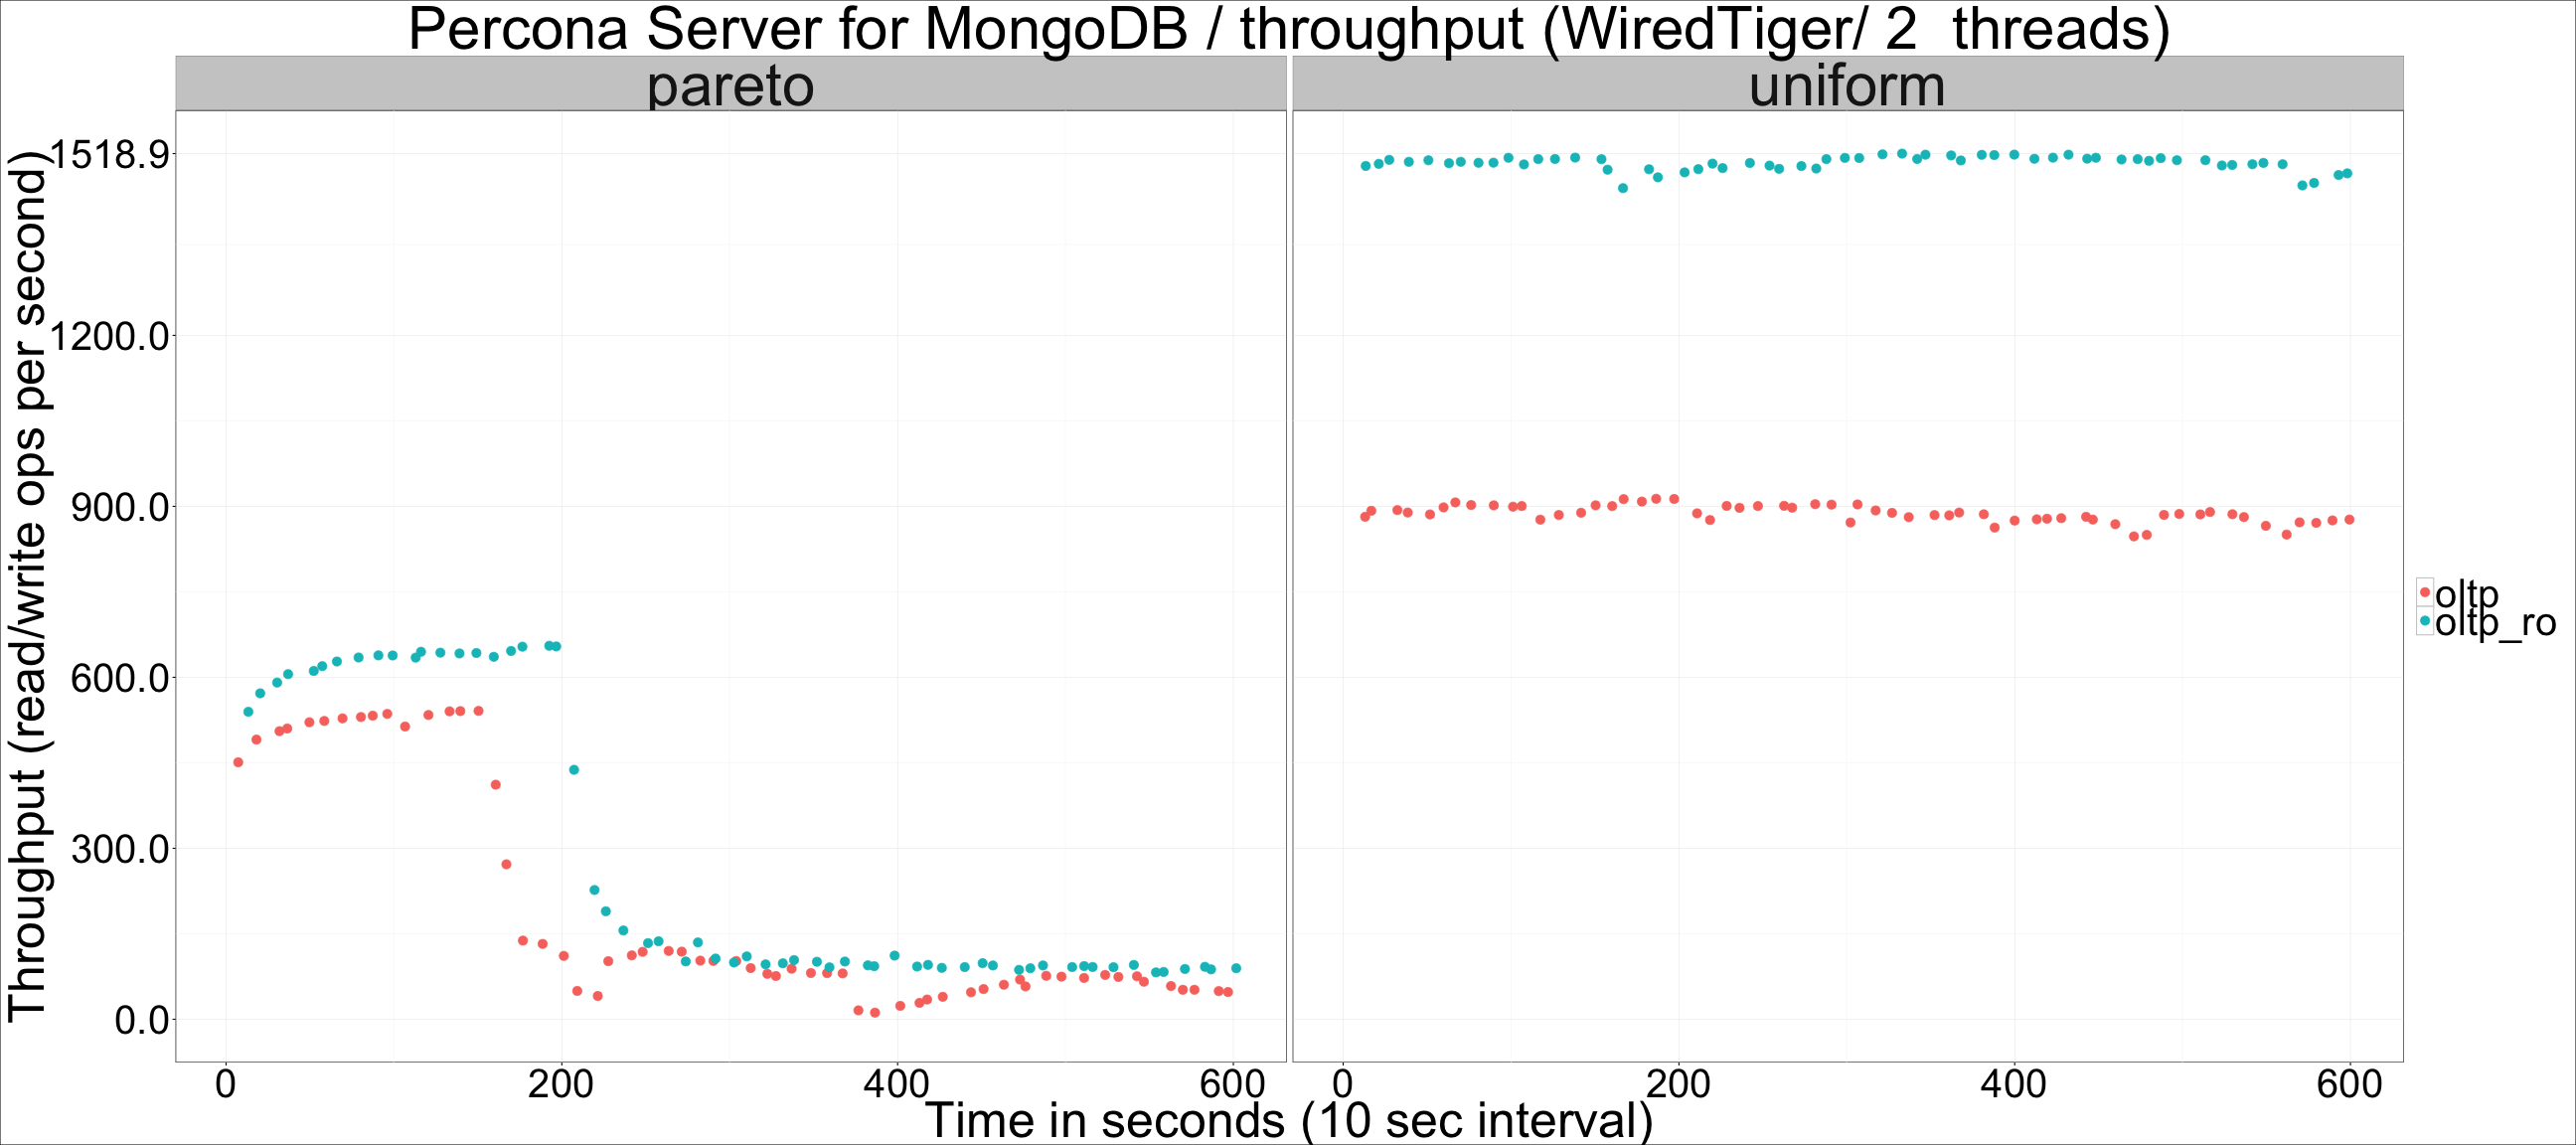 Percona Server for MongoDB / throughput (WiredTiger/ 2  threads)
pareto
uniform
Throughput (read/write ops per second)
1518.9
1200.0
900.0
600.0
300.0
0.0
0
200
400
600
0
200
400
600
Time in seconds (10 sec interval)
oltp
oltp_ro